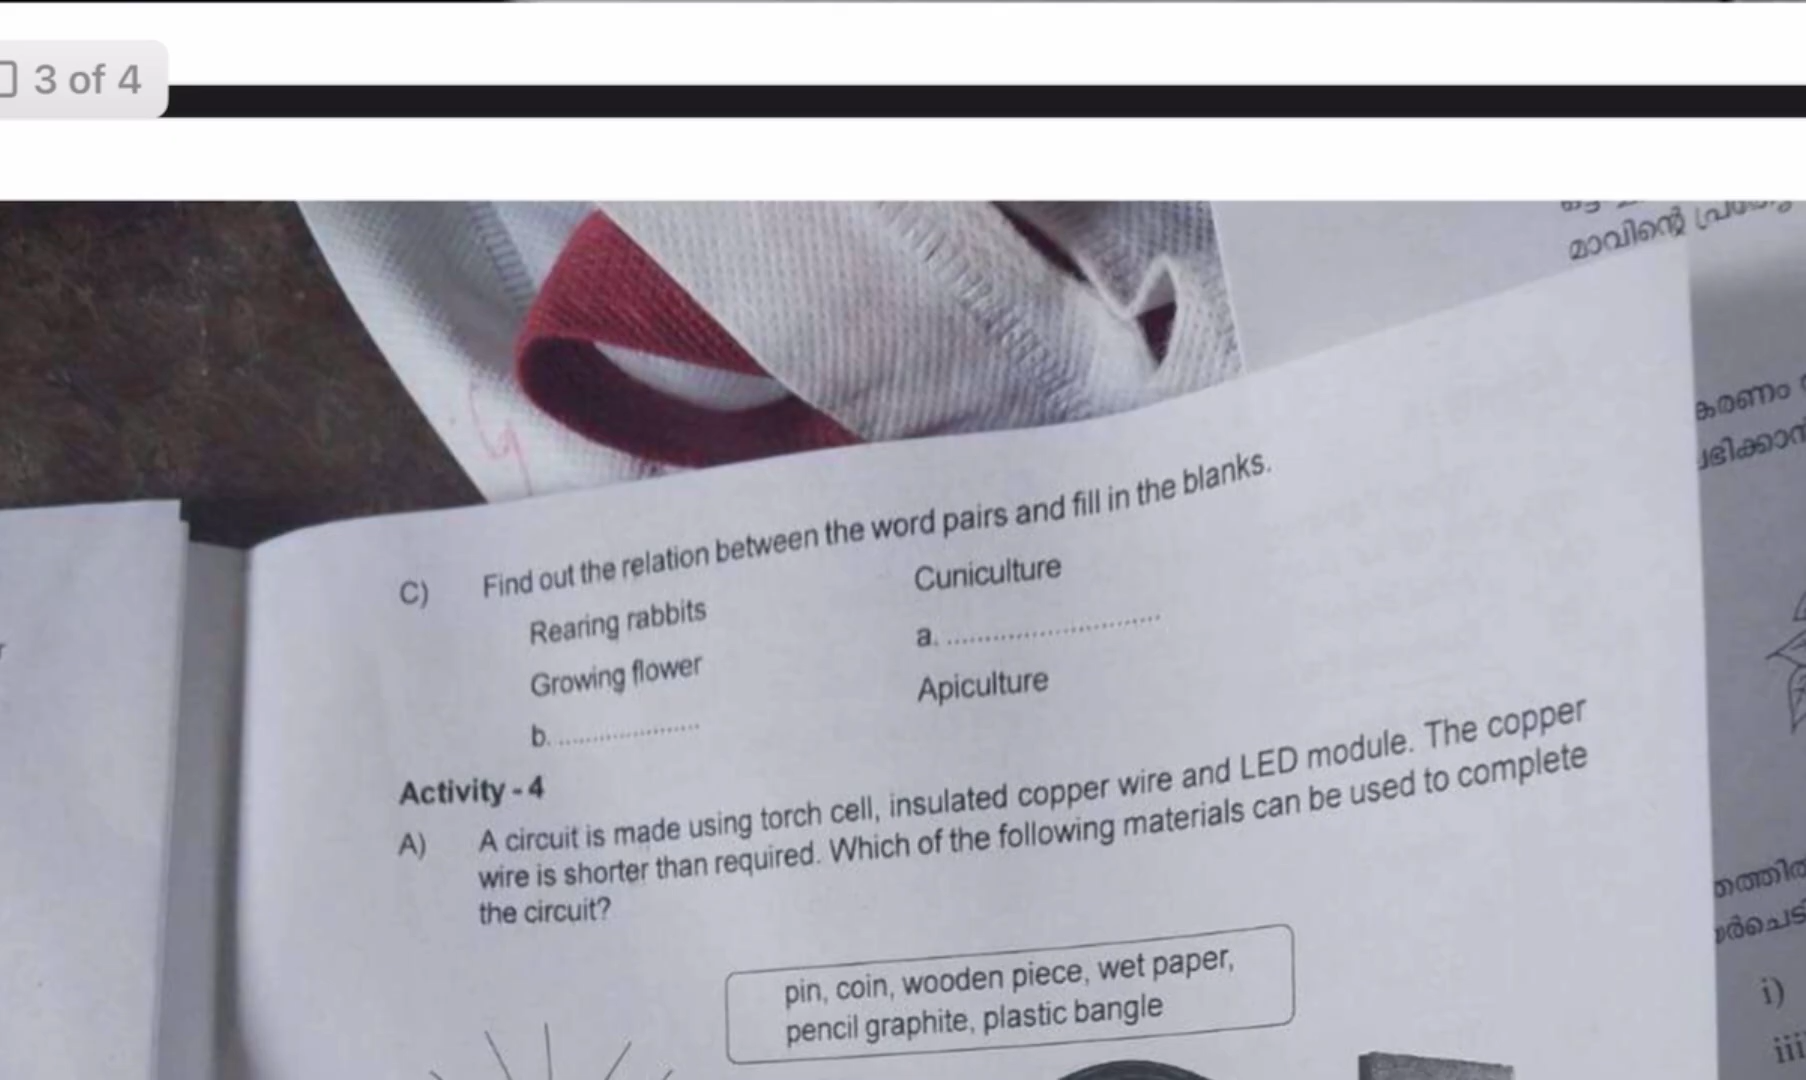 3 of 4
മാവിന്റെ
കരണം
C) Find out the relation between the word pairs and fill in the blanks.
Rearing rabbits Cuniculture
Growing flower a. ..............................
b. ..................... Apiculture
Activity - 4
A) A circuit is made using torch cell, insulated copper wire and LED module. The copper
wire is shorter than required. Which of the following materials can be used to complete
the circuit?
pin, coin, wooden piece, wet paper,
pencil graphite, plastic bangle
i)